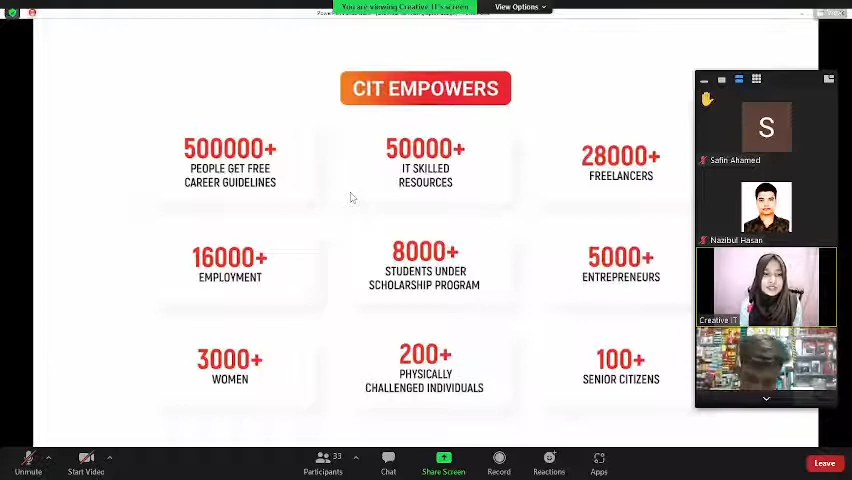 You are viewing Creative IT's screen
View Options
CIT EMPOWERS
500000+
PEOPLE GET FREE
CAREER GUIDELINES
50000+
IT SKILLED
RESOURCES
28000+
FREELANCERS
16000+
EMPLOYMENT
8000+
STUDENTS UNDER
SCHOLARSHIP PROGRAM
5000+
ENTREPRENEURS
3000+
WOMEN
200+
PHYSICALLY
CHALLENGED INDIVIDUALS
100+
SENIOR CITIZENS
S
Safin Ahamed
Nazibul Hasan
Creative IT
Unmute
Start Video
33
Participants
Chat
Share Screen
Record
Reactions
Apps
Leave